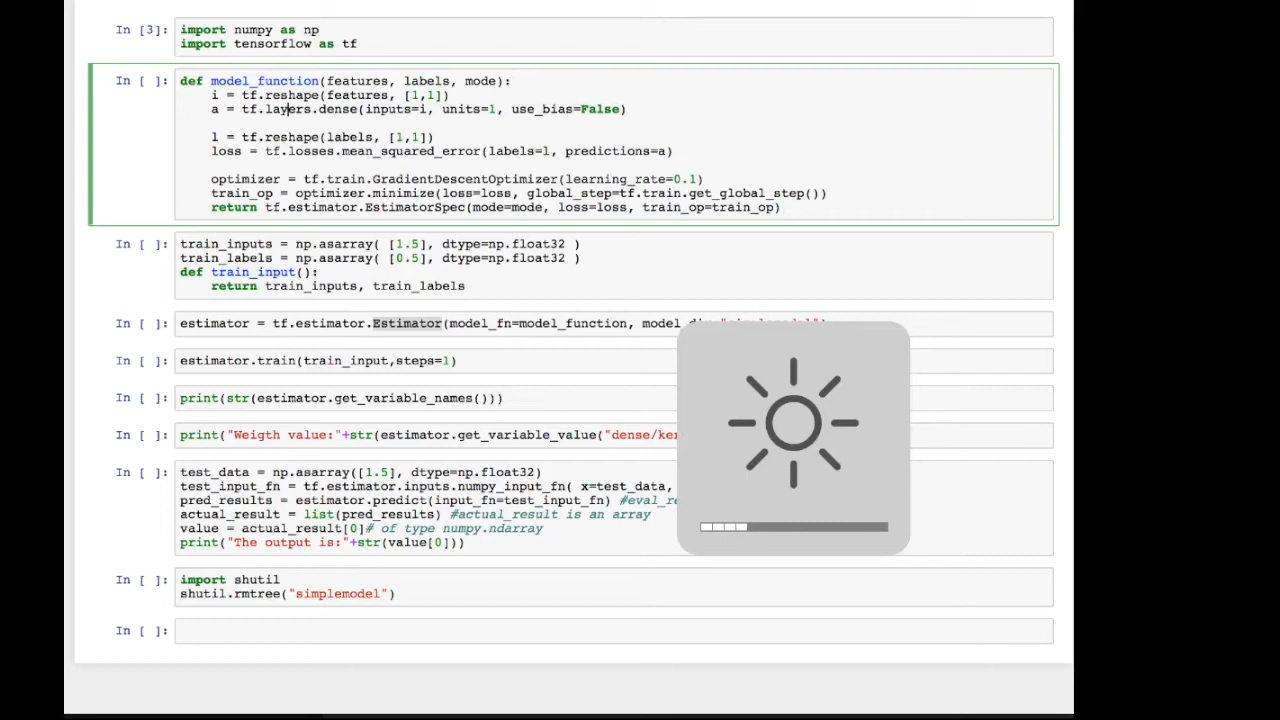 In [3]: import numpy as np
import tensorflow as tf
In [ ]: def model_function(features, labels, mode):
i = tf.reshape(features, [1,1])
a = tf.layers.dense(inputs=i, units=1, use_bias=False)
l = tf.reshape(labels, [1,1])
loss = tf.losses.mean_squared_error(labels=l, predictions=a)
optimizer = tf.train.GradientDescentOptimizer(learning_rate=0.1)
train_op = optimizer.minimize(loss=loss, global_step=tf.train.get_global_step())
return tf.estimator.EstimatorSpec(mode=mode, loss=loss, train_op=train_op)
In [ ]: train_inputs = np.asarray( [1.5], dtype=np.float32 )
train_labels = np.asarray( [0.5], dtype=np.float32 )
def train_input():
return train_inputs, train_labels
In [ ]: estimator = tf.estimator.Estimator(model_fn=model_function,
In [ ]: estimator.train(train_input,steps=1)
In [ ]: print(str(estimator.get_variable_names()))
In [ ]: print("Weigth value:"+str(estimator.get_variable_value("dense/ker
In [ ]: test_data = np.asarray([1.5], dtype=np.float32)
test_input_fn = tf.estimator.inputs.numpy_input_fn( x=test_data,
pred_results = estimator.predict(input_fn=test_input_fn) #eval_re
actual_result = list(pred_results) #actual_result is an array
value = actual_result[0]# of type numpy.ndarray
print("The output is:"+str(value[0]))
In [ ]: import shutil
shutil.rmtree("simplemodel")
In [ ]: